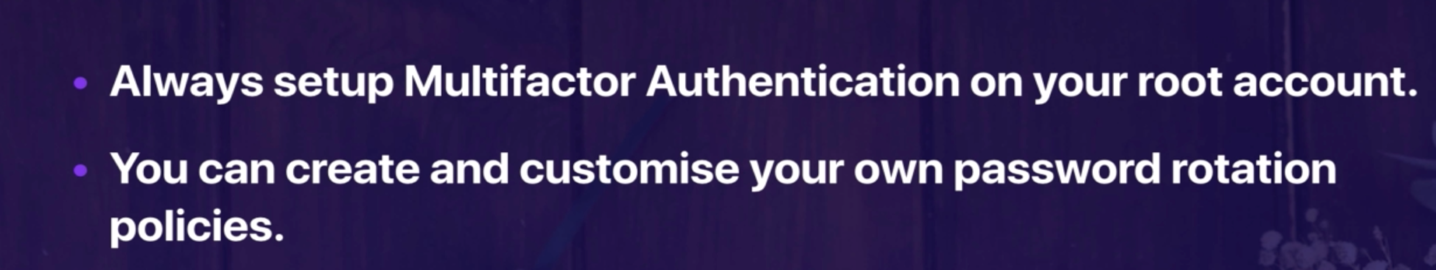 • Always setup Multifactor Authentication on your root account.
• You can create and customise your own password rotation
policies.